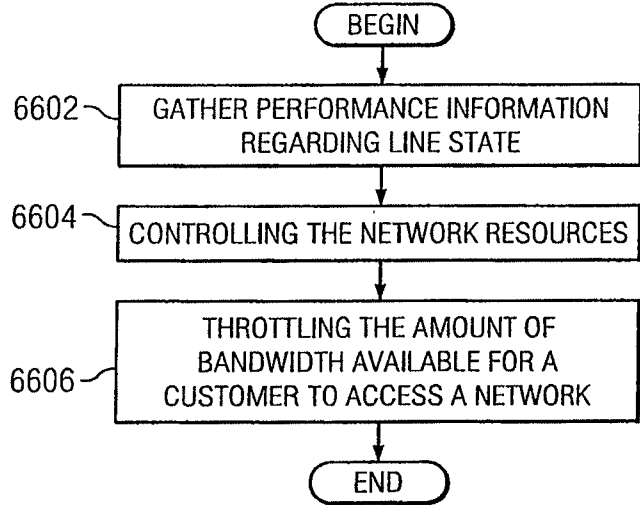 BEGIN
6602
GATHER PERFORMANCE INFORMATION
REGARDING LINE STATE
6604
CONTROLLING THE NETWORK RESOURCES
6606
THROTTLING THE AMOUNT OF
BANDWIDTH AVAILABLE FOR A
CUSTOMER TO ACCESS A NETWORK
END